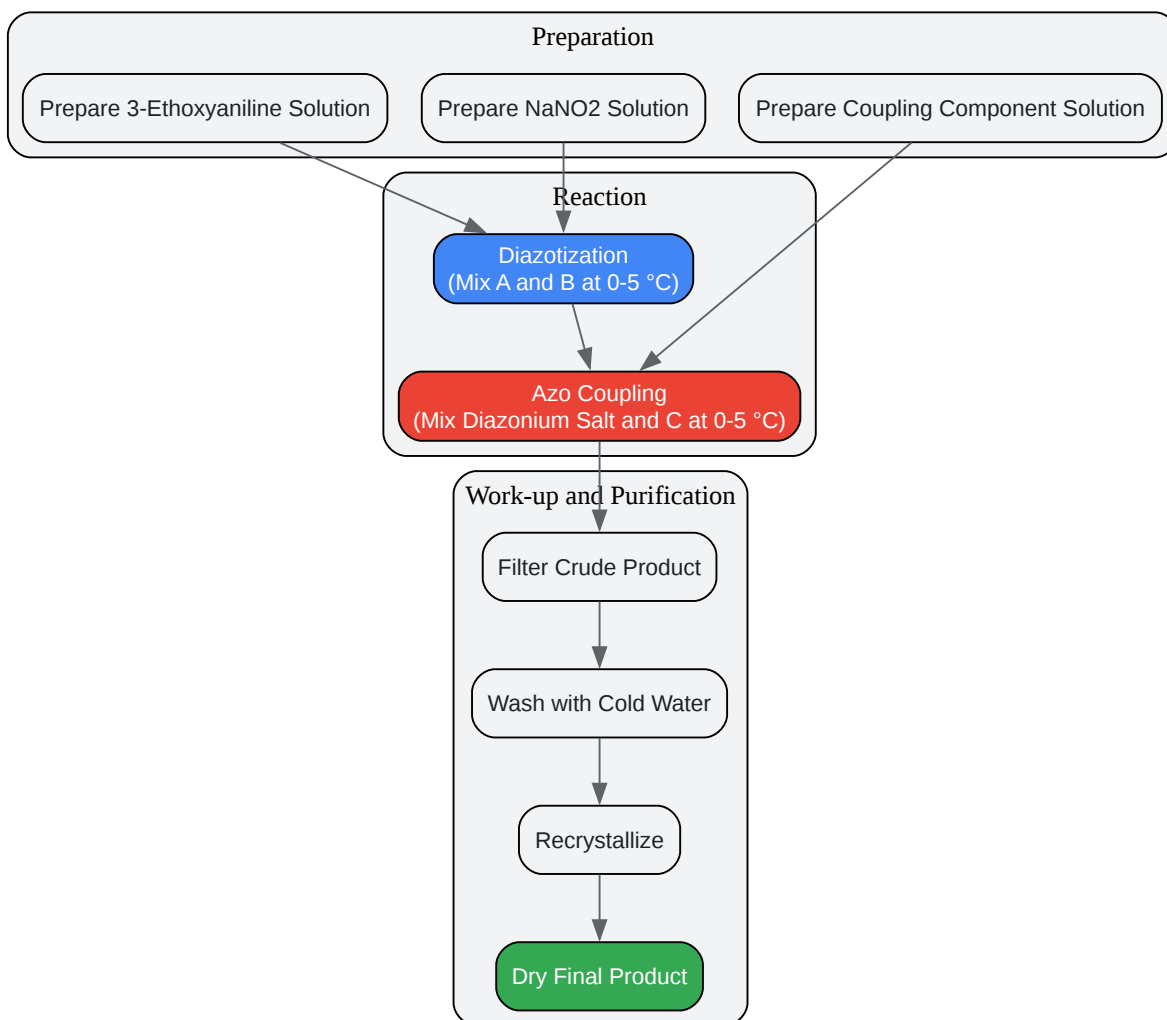 Preparation
Prepare 3-Ethoxyaniline Solution
Prepare NaNO2 Solution
Prepare Coupling Component Solution
Reaction
Diazotization
(Mix A and B at 0-5 °C)
Azo Coupling
(Mix Diazonium Salt and C at 0-5 °C)
Work-up and Purification
Filter Crude Product
Wash with Cold Water
Recrystallize
Dry Final Product